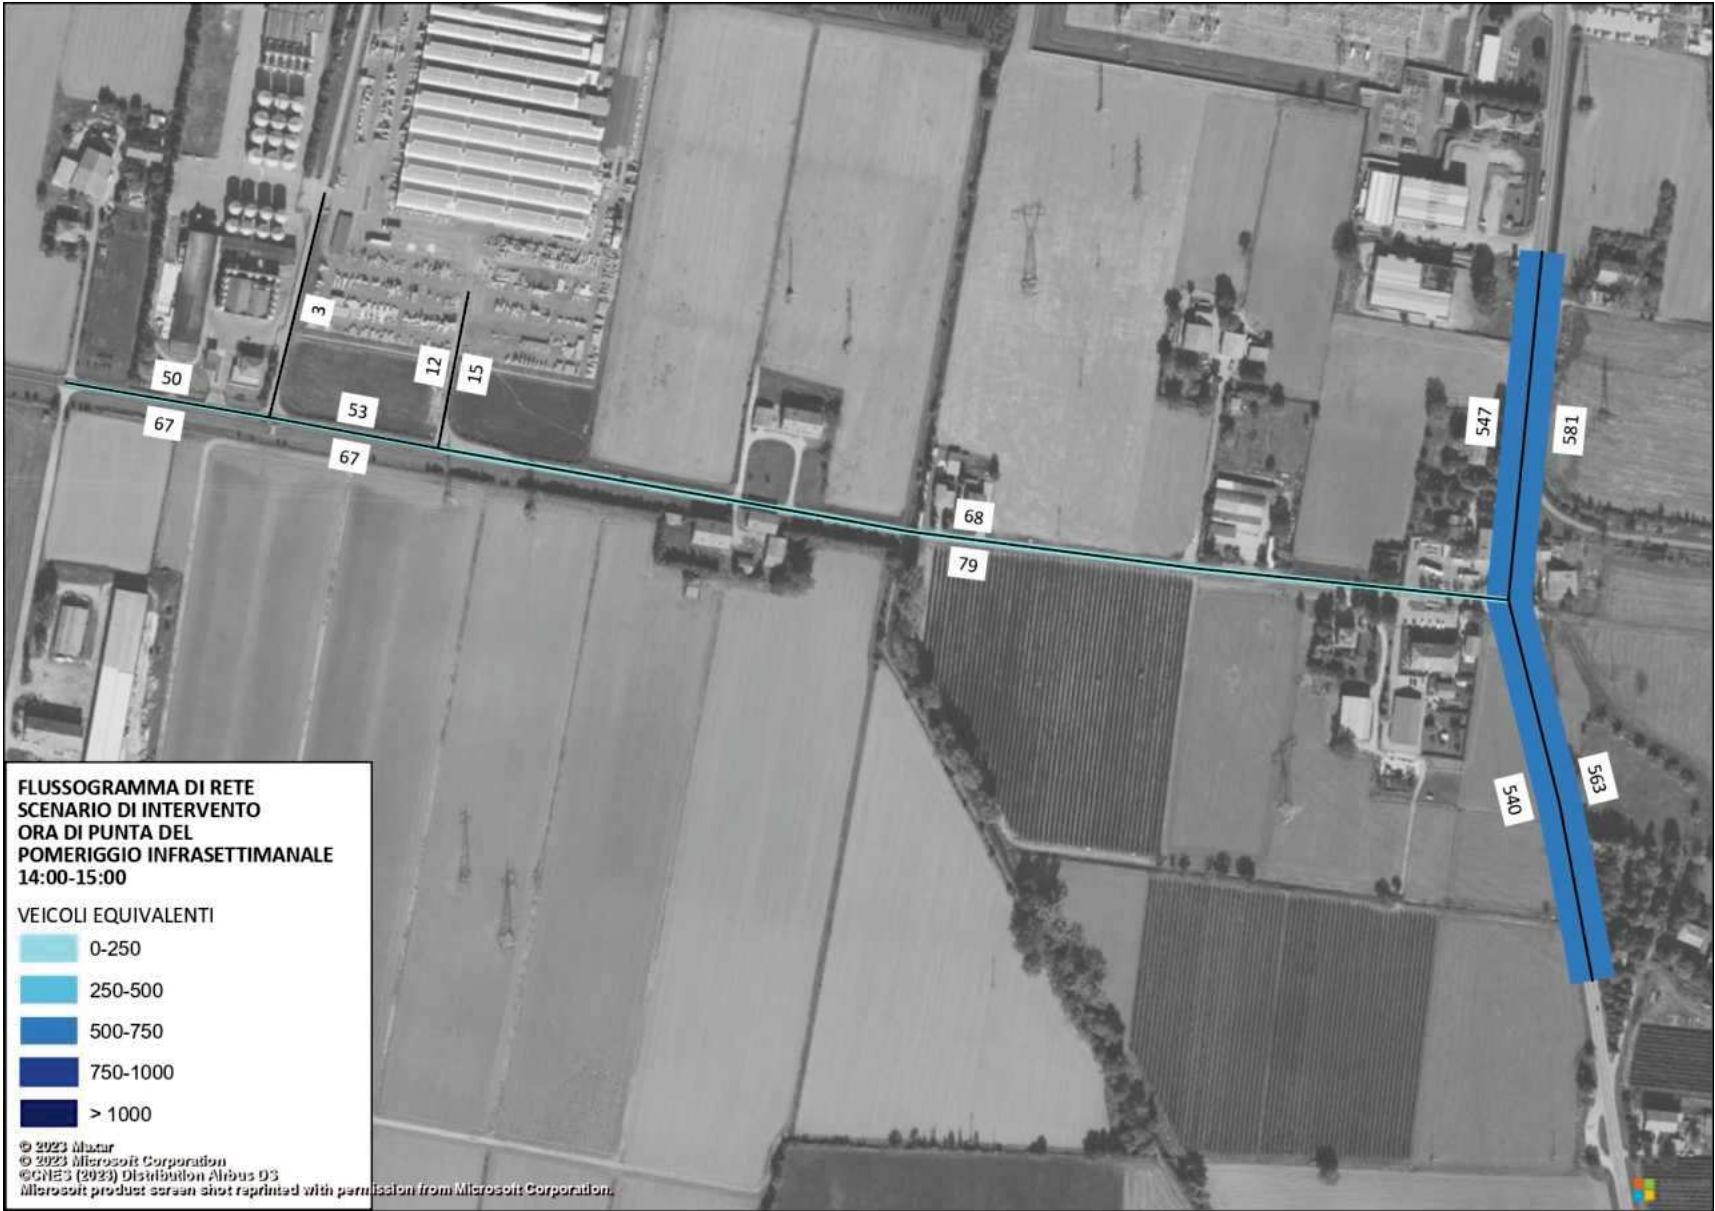 3
12
15
50
67
53
67
68
79
547
581
540
563
FLUSSOGRAMMA DI RETE
SCENARIO DI INTERVENTO
ORA DI PUNTA DEL
POMERIGGIO INFRASETTIMANALE
14:00-15:00
VEICOLI EQUIVALENTI
0-250
250-500
500-750
750-1000
> 1000
© 2023 Maxar
© 2023 Microsoft Corporation
©CNES (2023) Distribution Airbus DS
Microsoft product screen shot reprinted with permission from Microsoft Corporation.